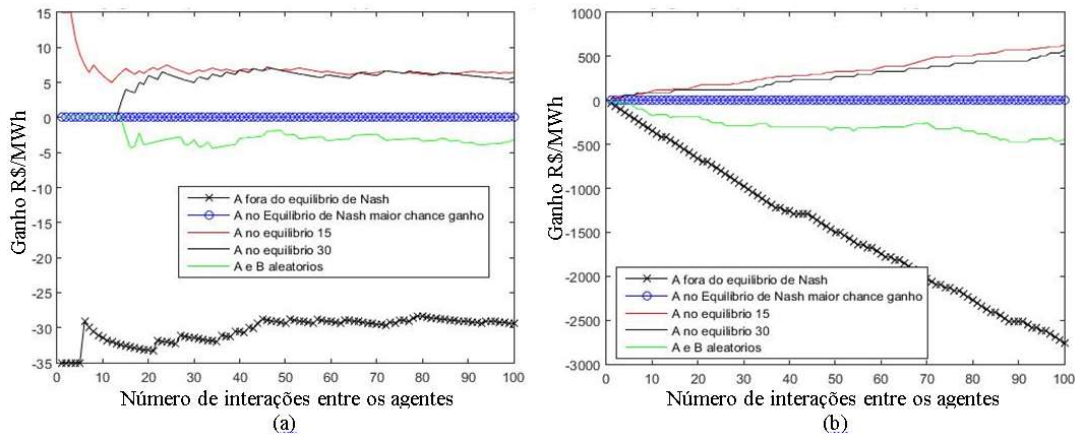 15
10
5
0
-5
-10
-15
-20
-25
-30
-35
Ganho R$/MWh
A fora do equilibrio de Nash
A no Equilibrio de Nash maior chance ganho
A no equilibrio 15
A no equilibrio 30
A e B aleatorios
0 10 20 30 40 50 60 70 80 90 100
Número de interações entre os agentes
(a)
1000
500
0
-500
-1000
-1500
-2000
-2500
-3000
Ganho R$/MWh
A fora do equilibrio de Nash
A no Equilibrio de Nash maior chance ganho
A no equilibrio 15
A no equilibrio 30
A e B aleatorios
0 10 20 30 40 50 60 70 80 90 100
Número de interações entre os agentes
(b)